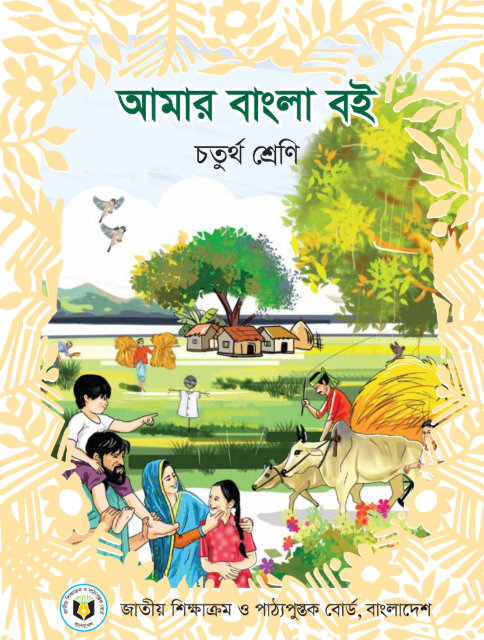 আমার বাংলা বই
চতুর্থ শ্রেণি
জাতীয় শিক্ষাক্রম ও পাঠ্যপুস্তক বোর্ড, বাংলাদেশ